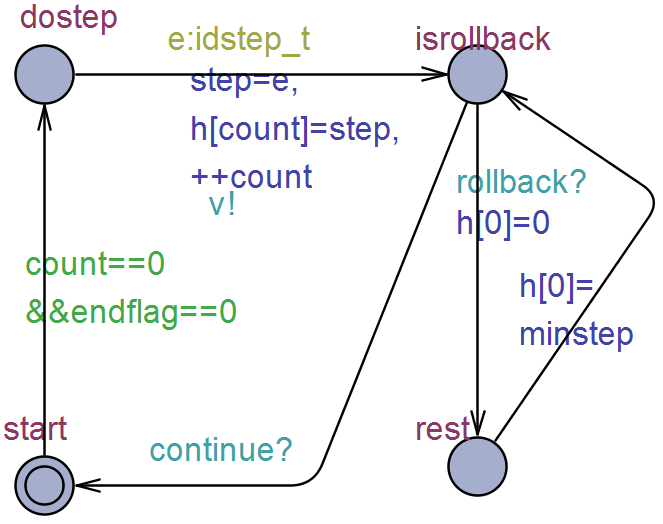 dostep
e:idstep_t
isrollback
step=e,
h[count]=step,
++count
v!
rollback?
h[0]=0
count==0
&&endflag==0
h[0]=
minstep
start
continue?
rest